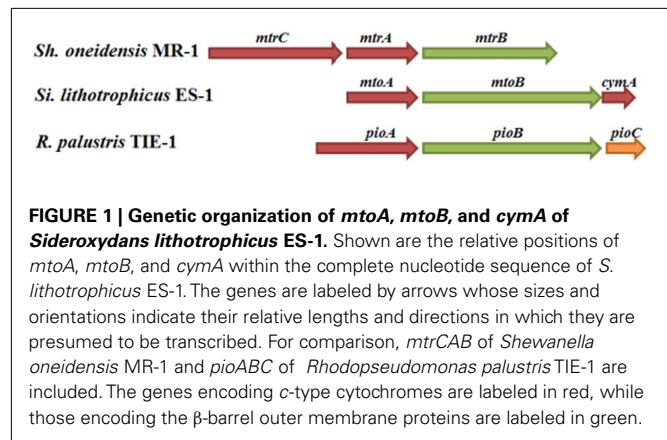 mtrC mtrA mtrB
Sh. oneidensis MR-1
mtoA mtoB cymA
Si. lithotrophicus ES-1
pioA pioB pioC
R. palustris TIE-1
FIGURE 1 | Genetic organization of mtoA, mtoB, and cymA of
Sideroxydans lithotrophicus ES-1. Shown are the relative positions of
mtoA, mtoB, and cymA within the complete nucleotide sequence of S.
lithotrophicus ES-1. The genes are labeled by arrows whose sizes and
orientations indicate their relative lengths and directions in which they are
presumed to be transcribed. For comparison, mtrCAB of Shewanella
oneidensis MR-1 and pioABC of Rhodopseudomonas palustris TIE-1 are
included. The genes encoding c-type cytochromes are labeled in red, while
those encoding the β-barrel outer membrane proteins are labeled in green.